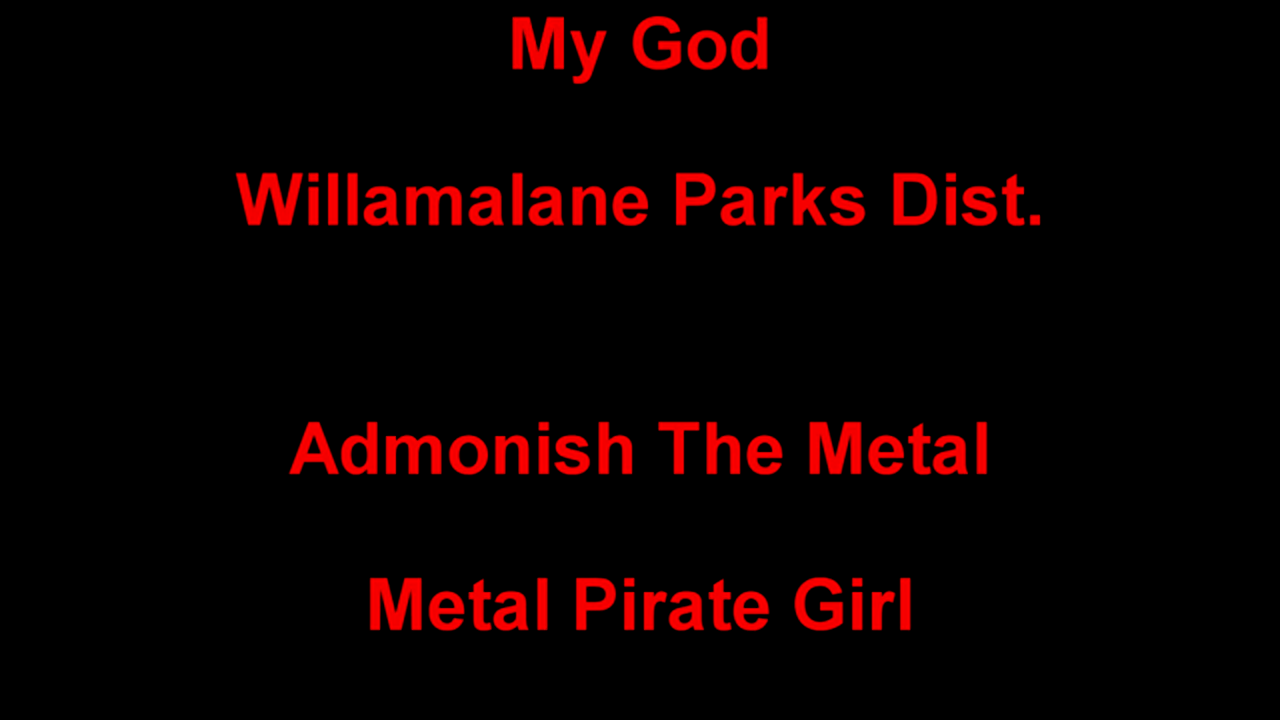 My God
Willamalane Parks Dist.
Admonish The Metal
Metal Pirate Girl